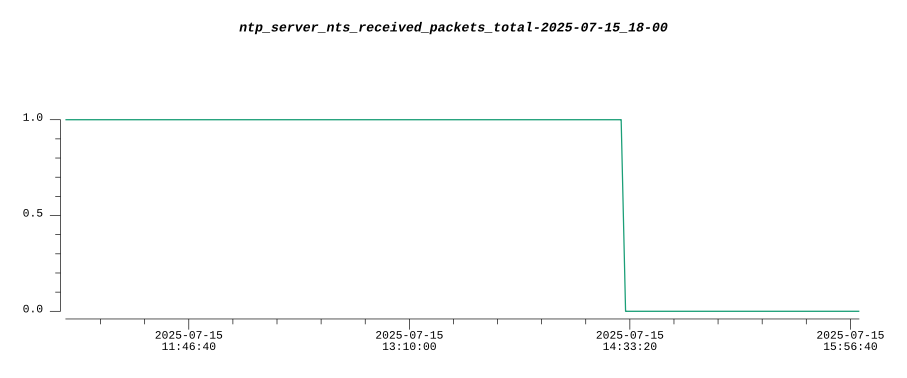 ntp_server_nts_received_packets_total-2025-07-15_18-00
1.0
0.5
0.0
2025-07-15 2025-07-15 2025-07-15 2025-07-15
11:46:40 13:10:00 14:33:20 15:56:40